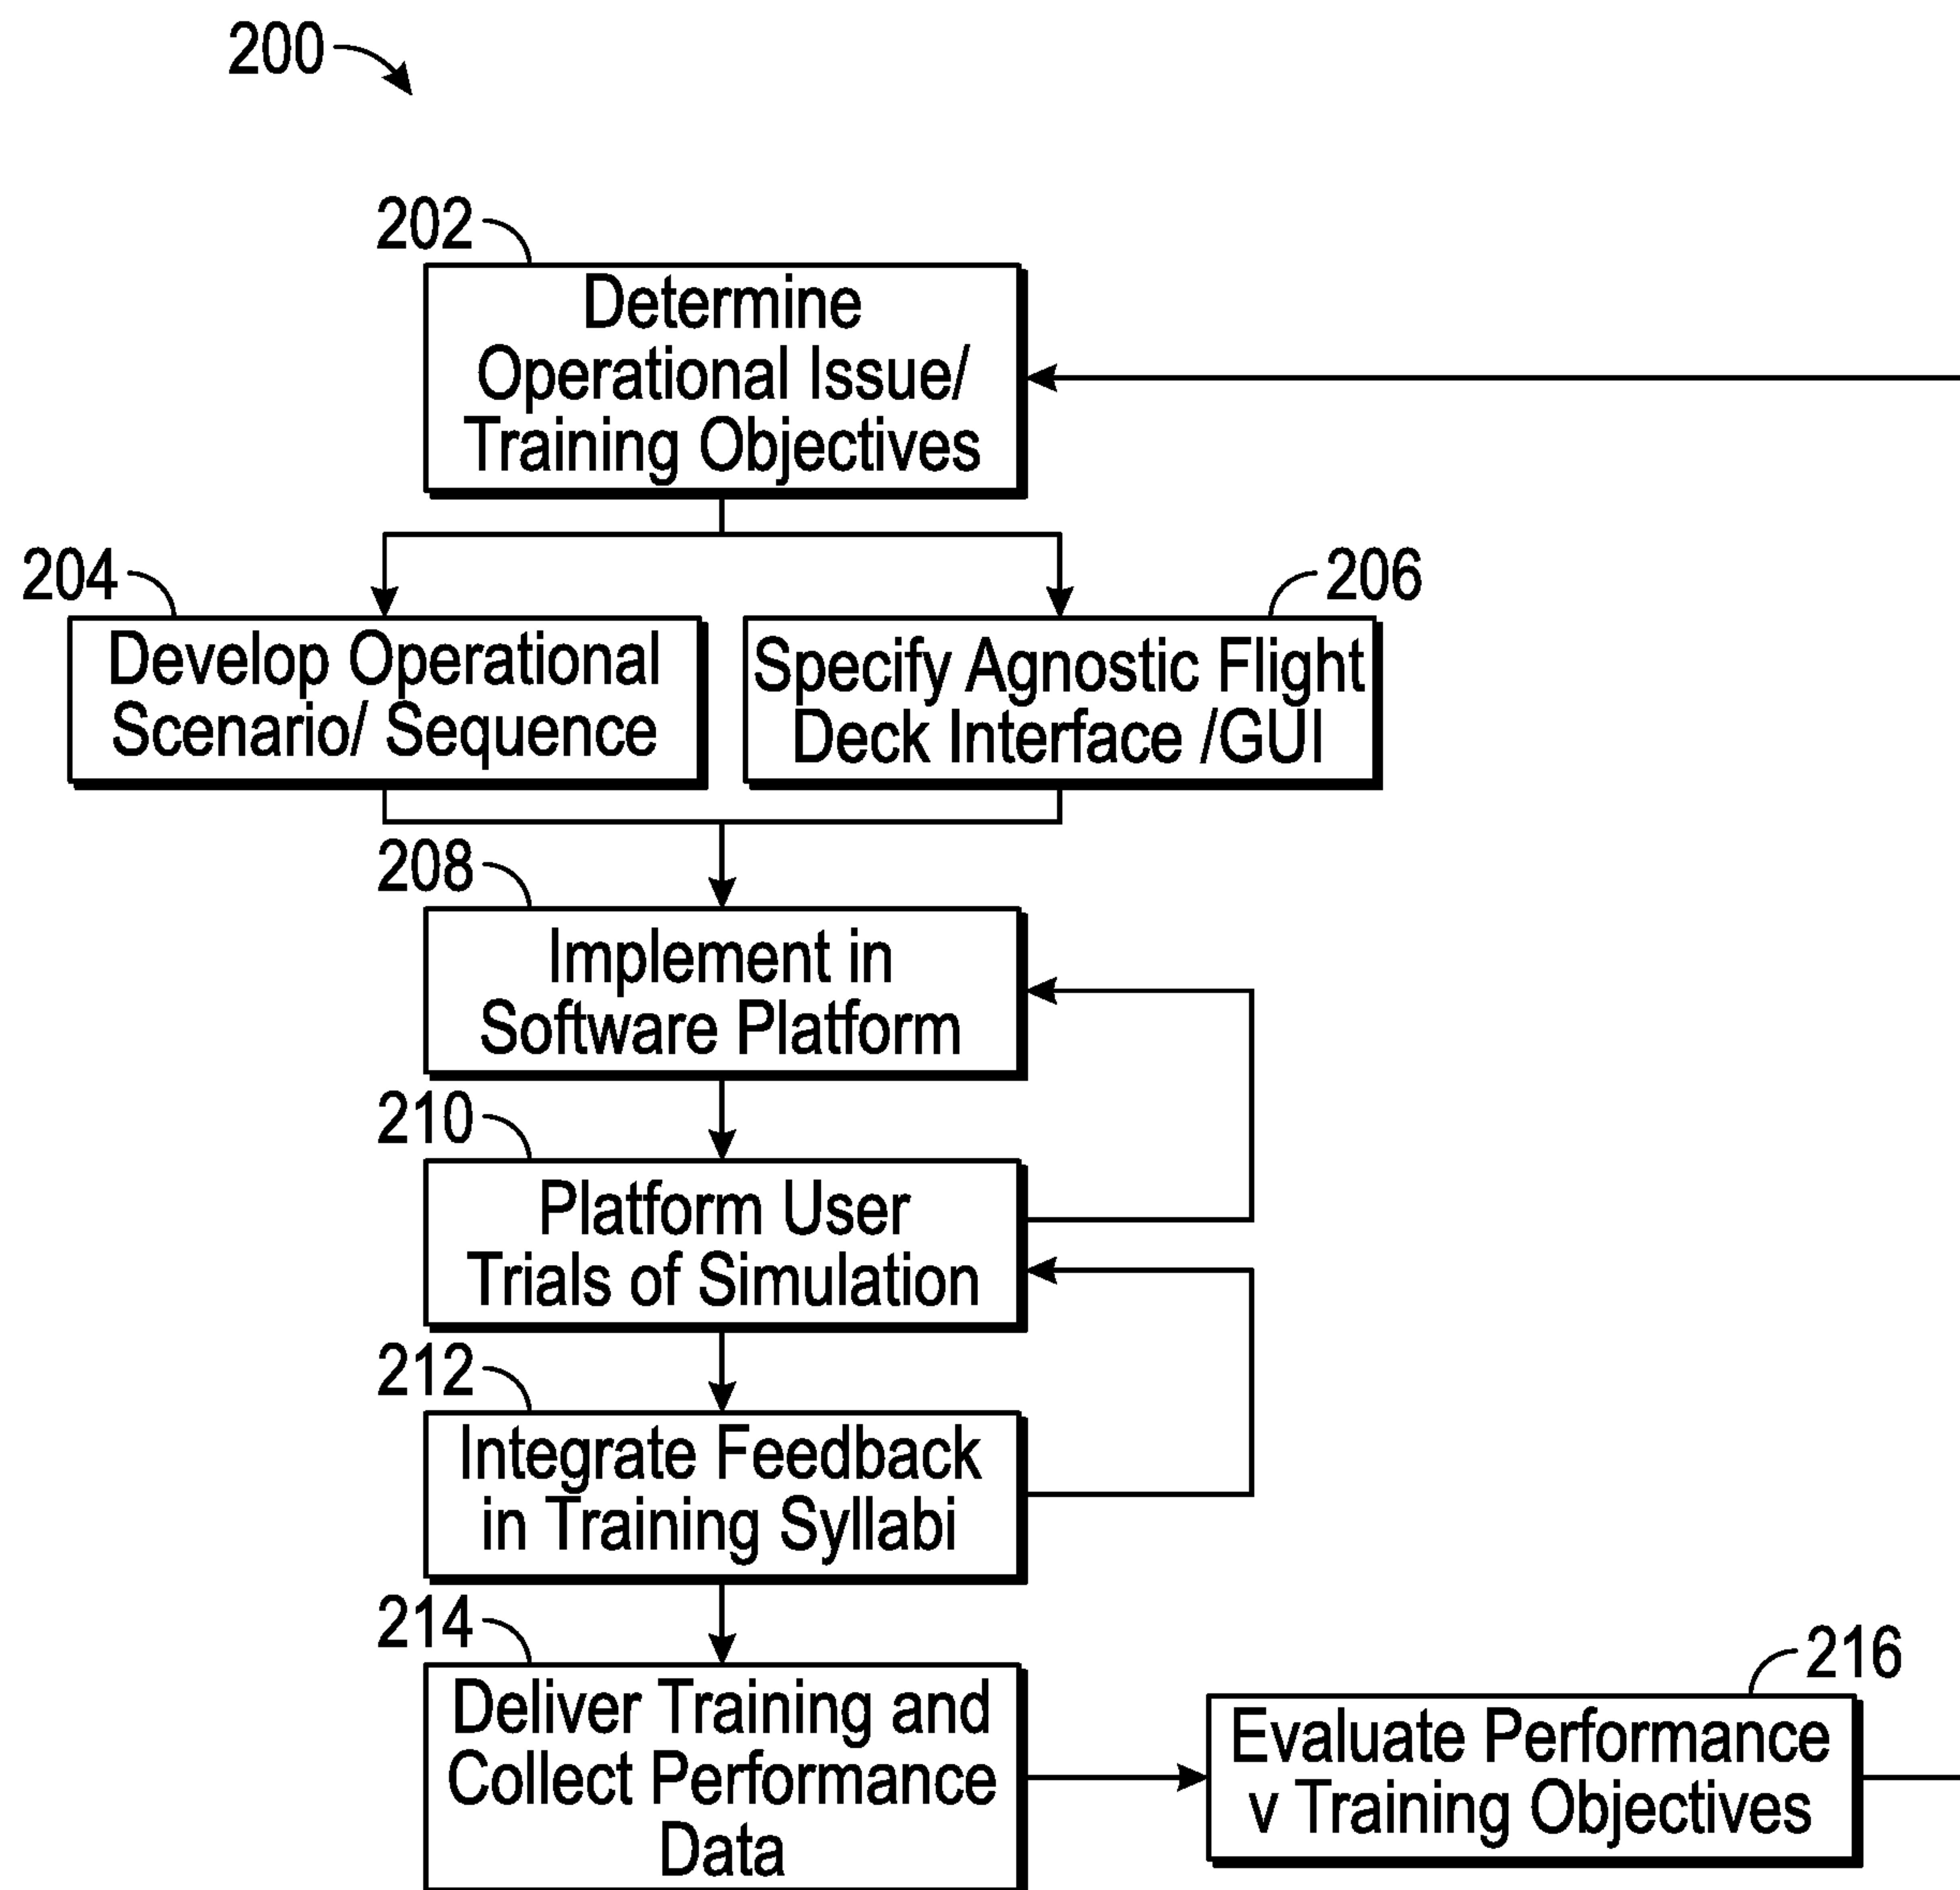 200
202
Determine
Operational Issue/
Training Objectives
204
Develop Operational
Scenario/ Sequence
206
Specify Agnostic Flight
Deck Interface /GUI
208
Implement in
Software Platform
210
Platform User
Trials of Simulation
212
Integrate Feedback
in Training Syllabi
214
Deliver Training and
Collect Performance
Data
216
Evaluate Performance
v Training Objectives